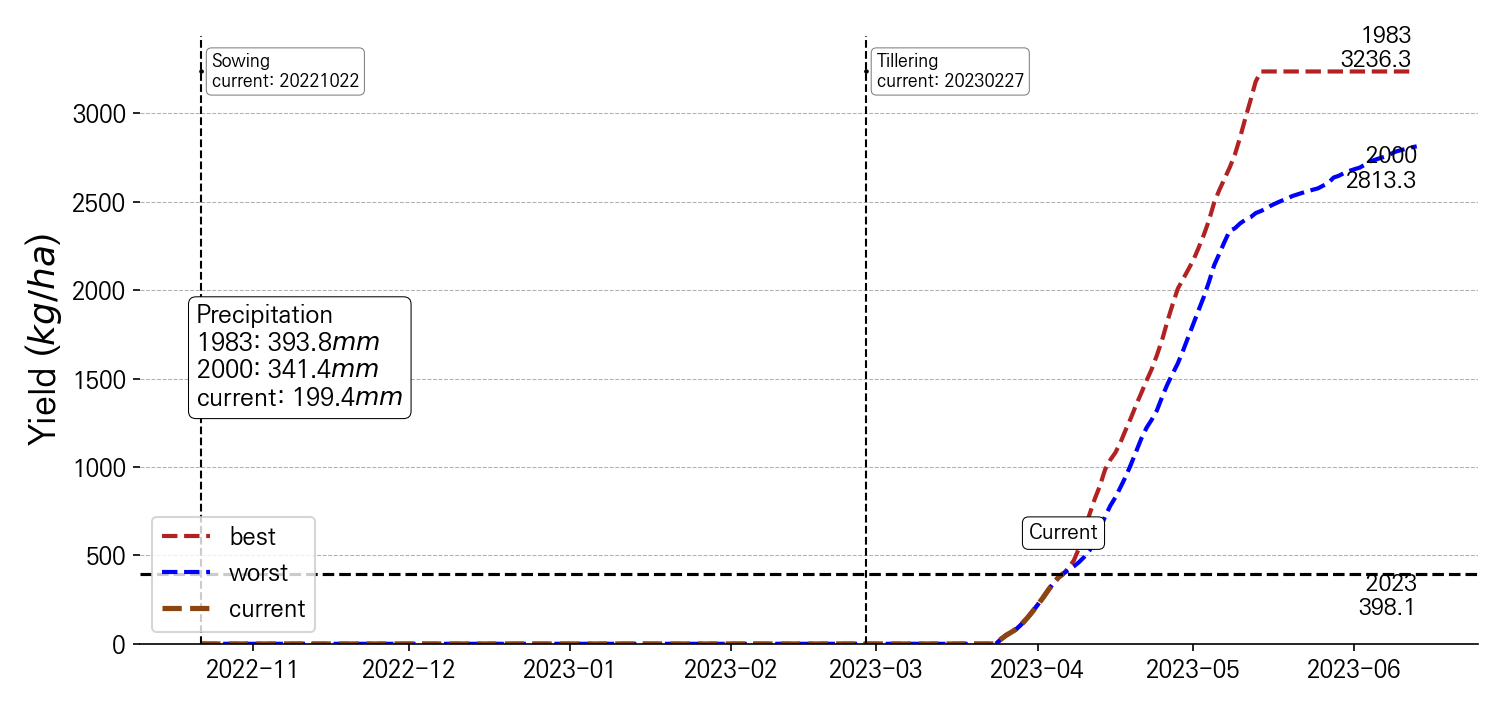 1983
3236.3
Sowing
current: 20221022
Tillering
current: 20230227
3000
2000
2813.3
2500
Yield (kg/ha)
2000
Precipitation
1983: 393.8mm
2000: 341.4mm
current: 199.4mm
1500
1000
best
worst
current
Current
500
2023
398.1
0
2022-11
2022-12
2023-01
2023-02
2023-03
2023-04
2023-05
2023-06